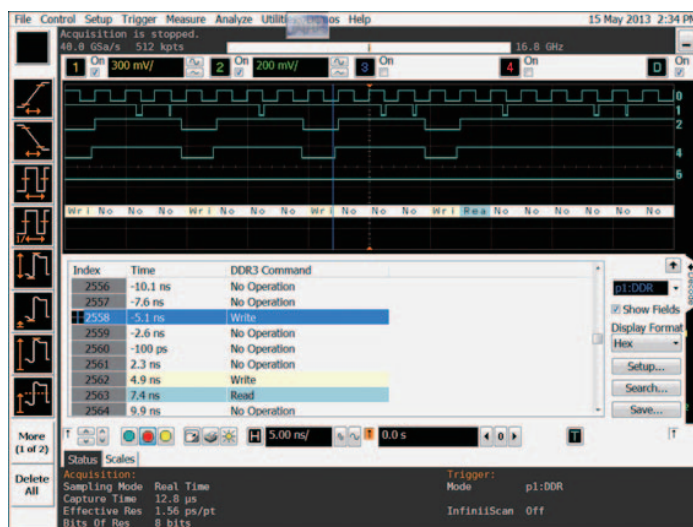 File Control Setup Trigger Measure Analyze Help 15 May 2013 2:34 PM
Acquisition is stopped.
40.0 GSa/s 512 kpts 16.8 GHz
1 On 300 mV/ 2 On 200 mV/ 3 On 4 On D On
0
1
2
4
Wri No No No Wri No No No Wri No No No Wri Rea No No No No No No
Index Time DDR3 Command
2556 -10.1 ns No Operation
2557 -7.6 ns No Operation
2558 -5.1 ns Write
2559 -2.6 ns No Operation
2560 -100 ps No Operation
2561 2.3 ns No Operation
2562 4.9 ns Write
2563 7.4 ns Read
2564 9.9 ns No Operation
p1:DDR
Show Fields
Display Format
Hex
Setup...
Search...
Save...
Decode
1/
More
(1 of 2)
Delete
All
H 5.00 ns/ 0.0 s 0 T
Status Scales
Acquisition:
Sampling Mode Real Time
Capture Time 12.8 µs
Effective Res 1.56 ps/pt
Bits Of Res 8 bits
Trigger:
Mode p1:DDR
InfiniiScan Off